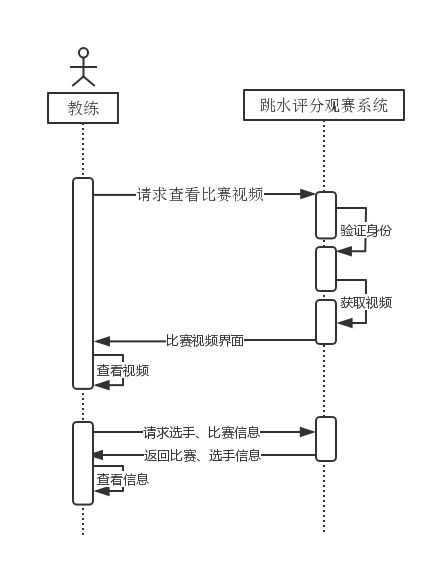 教练
跳水评分观赛系统
请求查看比赛视频
验证身份
获取视频
比赛视频界面
查看视频
请求选手、比赛信息
返回比赛、选手信息
查看信息